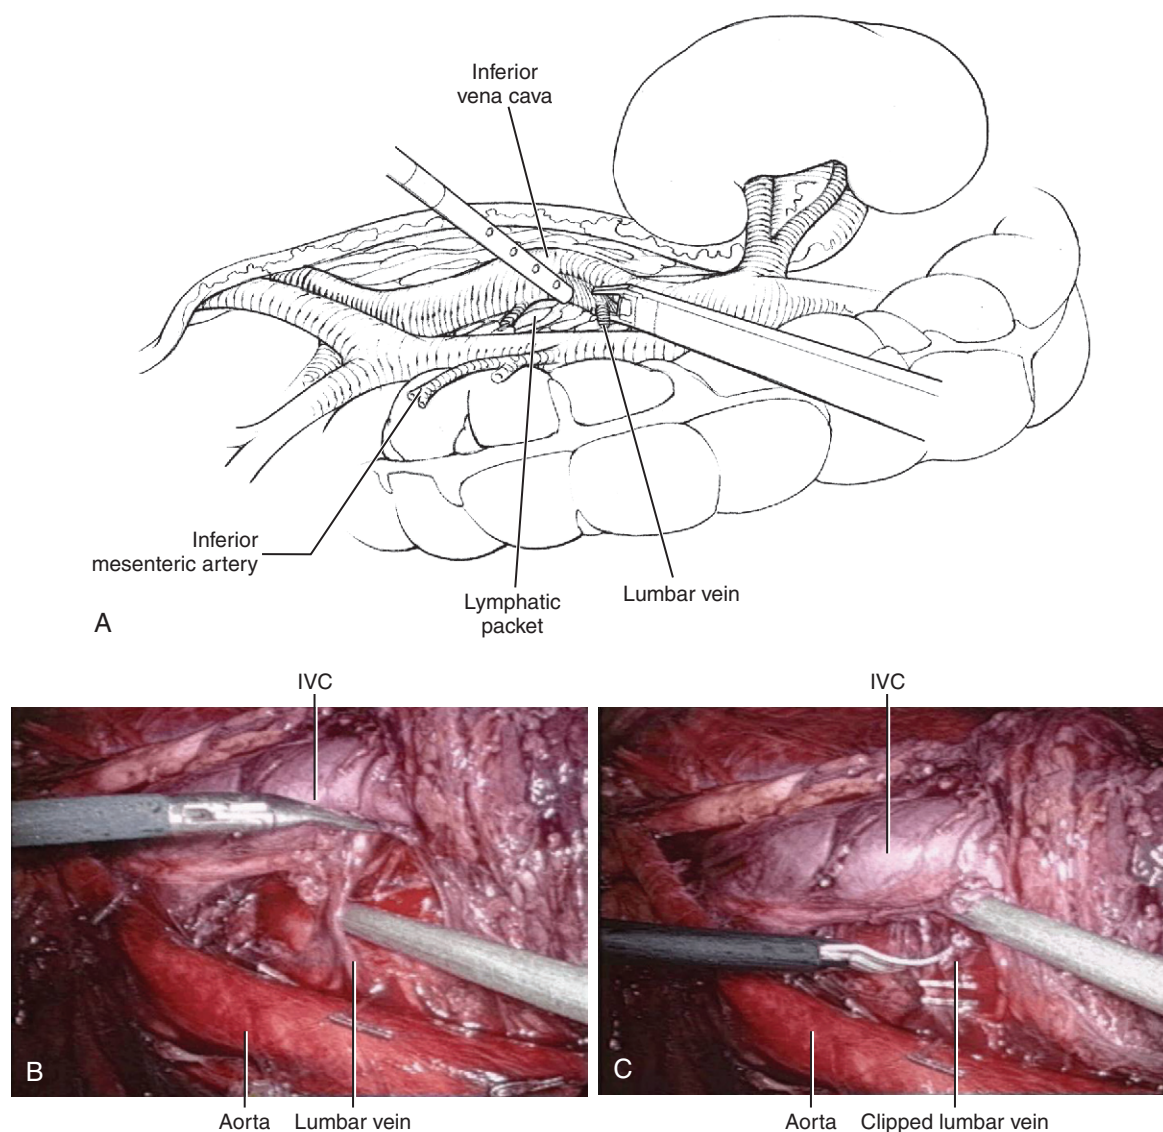 Inferior
vena cava
Inferior
mesenteric artery
Lymphatic
packet
Lumbar vein
A
IVC
IVC
B
C
Aorta
Lumbar vein
Aorta
Clipped lumbar vein